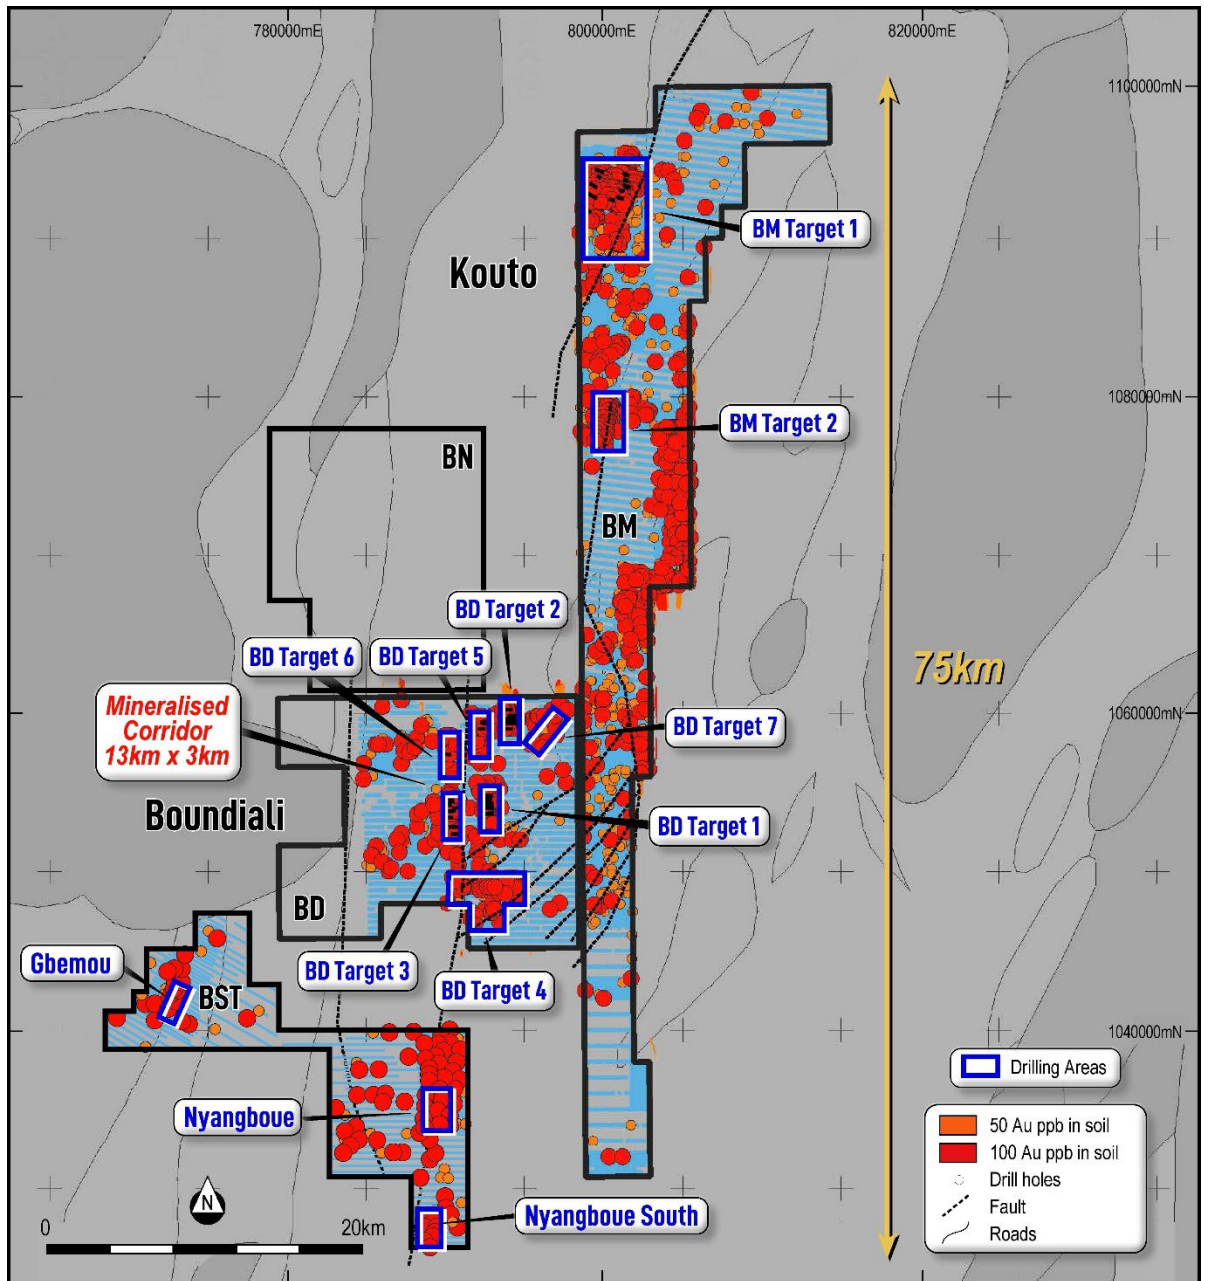 780000mE
800000mE
820000mE
1100000mN
BM Target 1
Kouto
1080000mN
BM Target 2
BN
BM
BD Target 2
BD Target 6
BD Target 5
75km
Mineralised
Corridor
13km x 3km
1060000mN
BD Target 7
Boundiali
BD Target 1
BD
Gbemou
BD Target 3
BD Target 4
BST
1040000mN
Drilling Areas
Nyangboue
50 Au ppb in soil
100 Au ppb in soil
Drill holes
Fault
Roads
N
Nyangboue South
0
20km